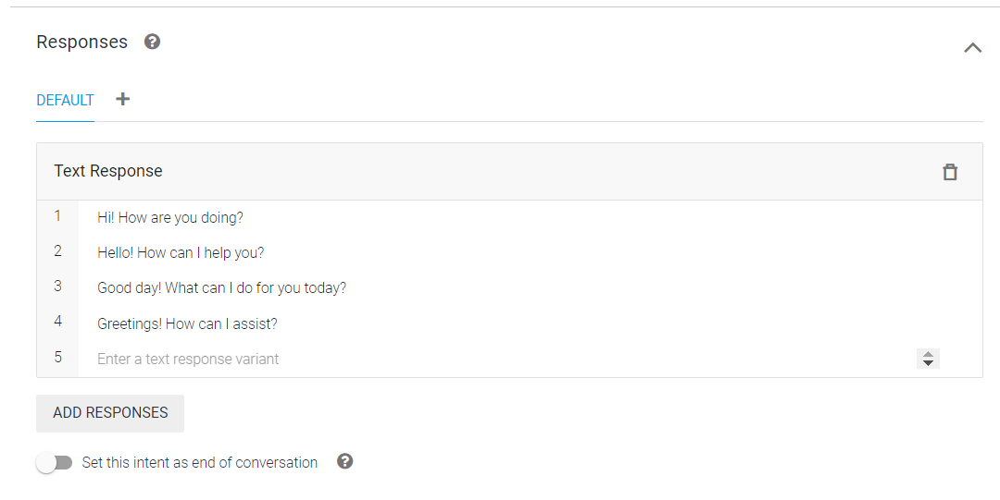 Responses
DEFAULT
Text Response
1 Hi! How are you doing?
2 Hello! How can I help you?
3 Good day! What can I do for you today?
4 Greetings! How can I assist?
5 Enter a text response variant
ADD RESPONSES
Set this intent as end of conversation